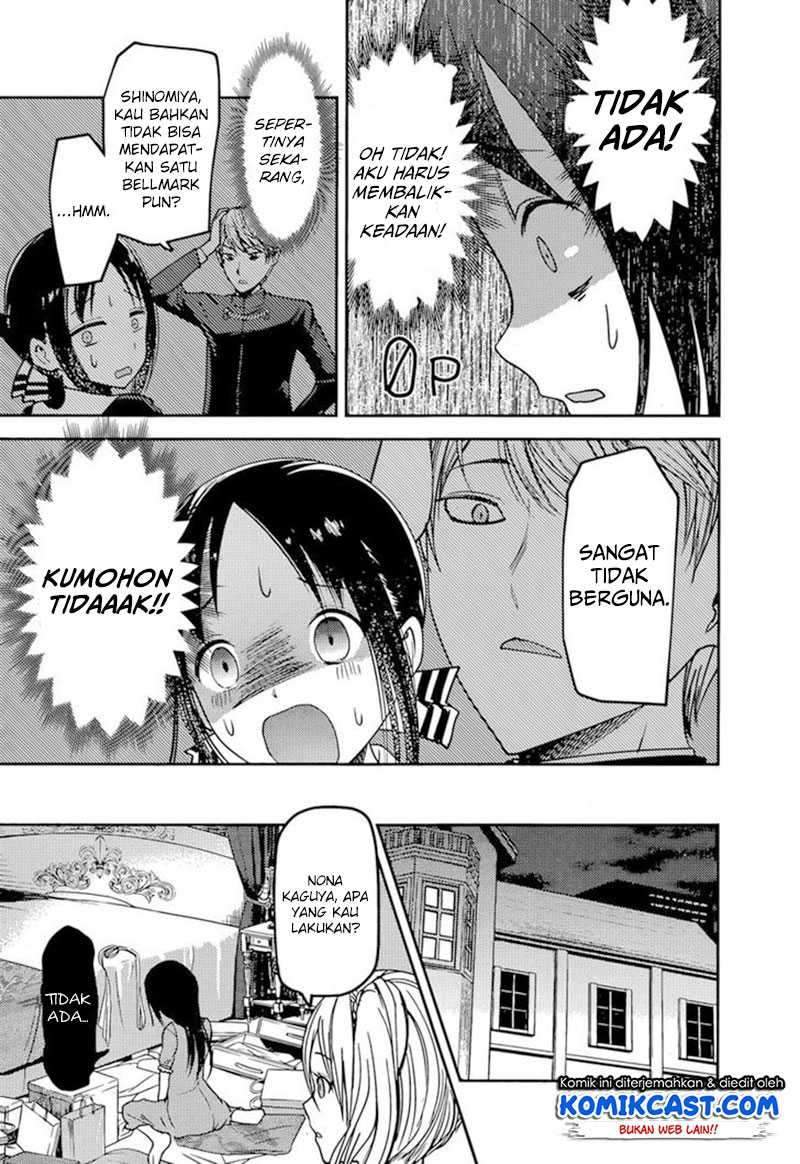 TIDAK
ADA!
OH TIDAK!
AKU HARUS
MEMBALIK-
KAN
KEADAAN!
0P
SEPER-
TINYA
SEKA-
RANG,
SHINOMIYA,
KAU BAHKAN
TIDAK BISA
MENDAPAT-
KAN SATU
BELLMARK
PUN?
...HMM.
SANGAT
TIDAK
BERGUNA.
KUMOHON
TIDAAAK!!
NONA
KAGUYA, APA
YANG KAU
LAKUKAN?
TIDAK
ADA...
Komik ini diterjemahkan & diedit oleh
KOMIKCAST.COM
BUKAN WEB LAIN!!